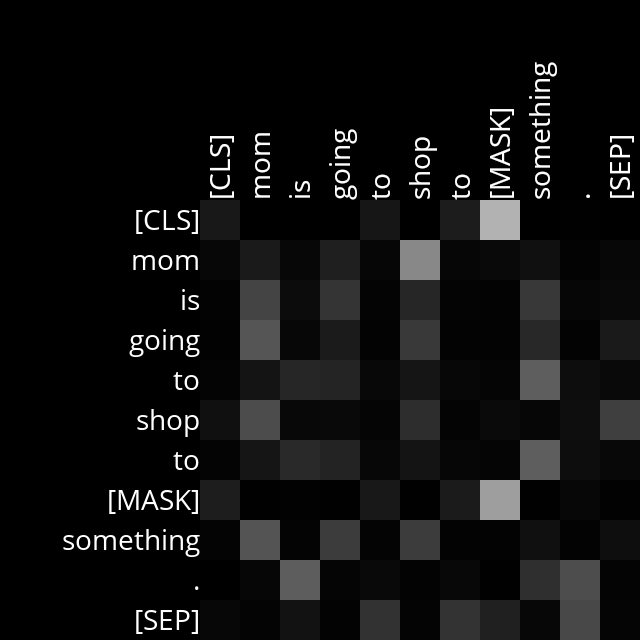 [CLS]
mom
is
going
to
shop
to
[MASK]
something
.
[SEP]
[CLS]
mom
is
going
to
shop
to
[MASK]
something
.
[SEP]